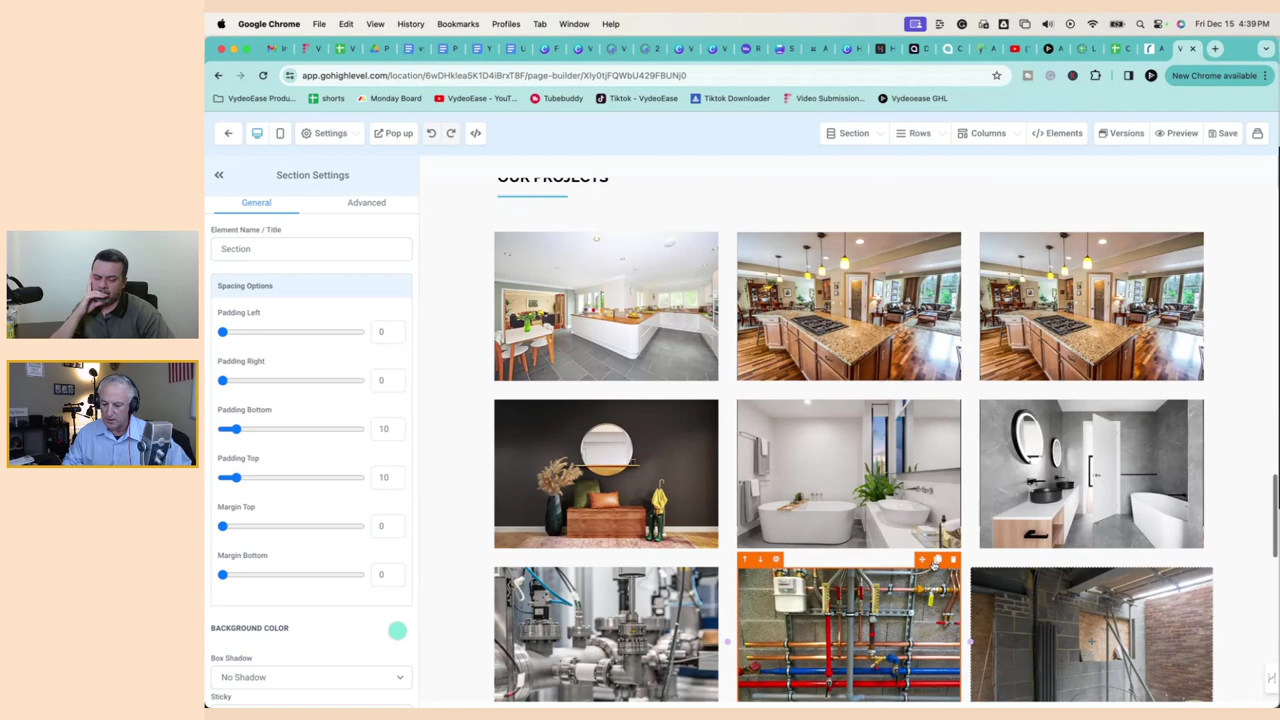 Google Chrome File Edit View History Bookmarks Profiles Tab Window Help Fri Dec 15 4:39 PM
app.gohighlevel.com/location/6wDHklea5K1D4iBrxT8F/page-builder/Xly0tjFQWbU429FBUNj0 New Chrome available
VydeoEase Produ... shorts Monday Board VydeoEase - YouT... Tubebuddy Tiktok - VydeoEase Tiktok Downloader Video Submission... Vydeoease GHL
Settings Pop up Section Rows Columns </> Elements Versions Preview Save
Section Settings
General Advanced
Element Name / Title
Section
Spacing Options
Padding Left
0
Padding Right
0
Padding Bottom
10
Padding Top
10
Margin Top
0
Margin Bottom
0
BACKGROUND COLOR
Box Shadow
No Shadow
Sticky
OUR PROJECTS